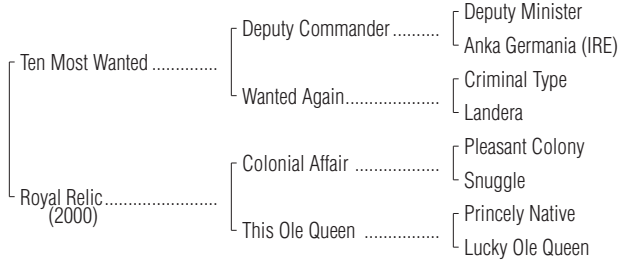 Deputy Minister
Deputy Commander ..........
Anka Germania (IRE)
Ten Most Wanted ..............
Criminal Type
Wanted Again....................
Landera
Pleasant Colony
Colonial Affair ..................
Snuggle
Royal Relic........................
(2000)
Princely Native
This Ole Queen ................
Lucky Ole Queen